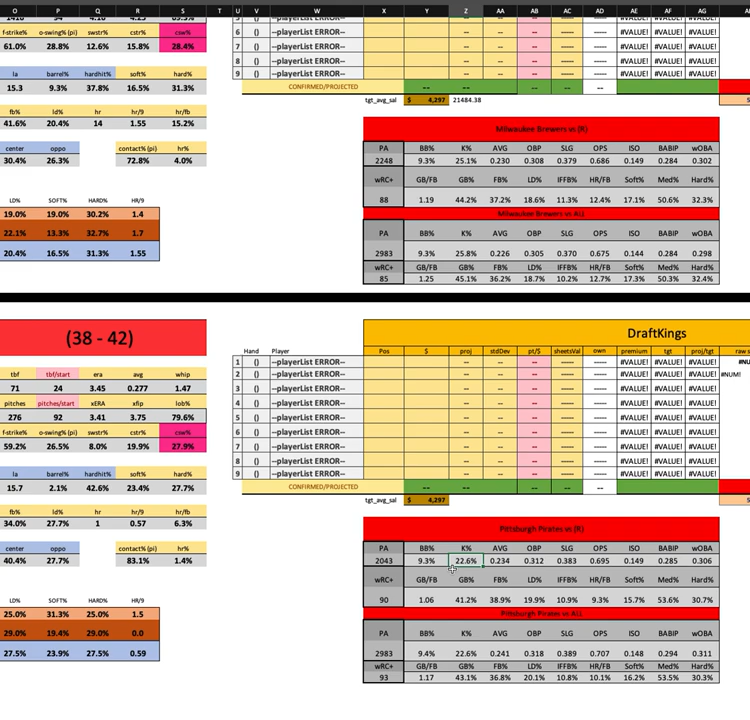 O P Q R S T U V W X Y Z AA AB AC AD AE AF AG
f-strike% o-swing% (pi) swstr% cstr% csw% 6 () --playerList ERROR-- -- -- -- ----- ----- #VALUE! #VALUE! #VALUE!
61.0% 28.8% 12.6% 15.8% 28.4% 7 () --playerList ERROR-- -- -- -- ----- ----- #VALUE! #VALUE! #VALUE!
8 () --playerList ERROR-- -- -- -- ----- ----- #VALUE! #VALUE! #VALUE!
la barrel% hardhit% soft% hard% 9 () --playerList ERROR-- -- -- -- ----- ----- #VALUE! #VALUE! #VALUE!
15.3 9.3% 37.8% 16.5% 31.3% CONFIRMED/PROJECTED -- -- -- -- --
tgt_avg_sal $ 4,297 21484.38
fb% ld% hr hr/9 hr/fb
41.6% 20.4% 14 1.55 15.2% Milwaukee Brewers vs (R)
center oppo contact% (pi) hr% PA BB% K% AVG OBP SLG OPS ISO BABIP wOBA
30.4% 26.3% 72.8% 4.0% 2248 9.3% 25.1% 0.230 0.308 0.379 0.686 0.149 0.284 0.302
wRC+ GB/FB GB% FB% LD% IFFB% HR/FB Soft% Med% Hard%
LD% SOFT% HARD% HR/9 88 1.19 44.2% 37.2% 18.6% 11.3% 12.4% 17.1% 50.6% 32.3%
19.0% 19.0% 30.2% 1.4 Milwaukee Brewers vs ALL
22.1% 13.3% 32.7% 1.7 PA BB% K% AVG OBP SLG OPS ISO BABIP wOBA
20.4% 16.5% 31.3% 1.55 2983 9.3% 25.8% 0.226 0.305 0.370 0.675 0.144 0.284 0.298
wRC+ GB/FB GB% FB% LD% IFFB% HR/FB Soft% Med% Hard%
85 1.25 45.1% 36.2% 18.7% 10.2% 12.7% 17.3% 50.3% 32.4%
(38 - 42) DraftKings
Hand Player Pos $ proj stdDev pt/$ sheetsVal own premium tgt proj/tgt raw
1 () --playerList ERROR-- -- -- -- ----- ----- #VALUE! #VALUE! #VALUE!
tbf tbf/start era avg whip 2 () --playerList ERROR-- -- -- -- ----- ----- #VALUE! #VALUE! #VALUE! #NUM!
71 24 3.45 0.277 1.47 3 () --playerList ERROR-- -- -- -- ----- ----- #VALUE! #VALUE! #VALUE!
pitches pitches/start xERA xfip lob% 4 () --playerList ERROR-- -- -- -- ----- ----- #VALUE! #VALUE! #VALUE!
276 92 3.41 3.75 79.6% 5 () --playerList ERROR-- -- -- -- ----- ----- #VALUE! #VALUE! #VALUE!
f-strike% o-swing% (pi) swstr% cstr% csw% 6 () --playerList ERROR-- -- -- -- ----- ----- #VALUE! #VALUE! #VALUE!
59.2% 26.5% 8.0% 19.9% 27.9% 7 () --playerList ERROR-- -- -- -- ----- ----- #VALUE! #VALUE! #VALUE!
8 () --playerList ERROR-- -- -- -- ----- ----- #VALUE! #VALUE! #VALUE!
la barrel% hardhit% soft% hard% 9 () --playerList ERROR-- -- -- -- ----- ----- #VALUE! #VALUE! #VALUE!
15.7 2.1% 42.6% 23.4% 27.7% CONFIRMED/PROJECTED -- -- -- -- --
tgt_avg_sal $ 4,297
fb% ld% hr hr/9 hr/fb
34.0% 27.7% 1 0.57 6.3% Pittsburgh Pirates vs (R)
center oppo contact% (pi) hr% PA BB% K% AVG OBP SLG OPS ISO BABIP wOBA
40.4% 27.7% 83.1% 1.4% 2043 9.3% 22.6% 0.234 0.312 0.383 0.695 0.149 0.285 0.306
wRC+ GB/FB GB% FB% LD% IFFB% HR/FB Soft% Med% Hard%
LD% SOFT% HARD% HR/9 90 1.06 41.2% 38.9% 19.9% 10.9% 9.3% 15.7% 53.6% 30.7%
25.0% 31.3% 25.0% 1.5 Pittsburgh Pirates vs ALL
29.0% 19.4% 29.0% 0.0 PA BB% K% AVG OBP SLG OPS ISO BABIP wOBA
27.5% 23.9% 27.5% 0.59 2983 9.4% 22.6% 0.241 0.318 0.389 0.707 0.148 0.294 0.311
wRC+ GB/FB GB% FB% LD% IFFB% HR/FB Soft% Med% Hard%
93 1.17 43.1% 36.8% 20.1% 10.8% 10.1% 16.2% 53.5% 30.3%